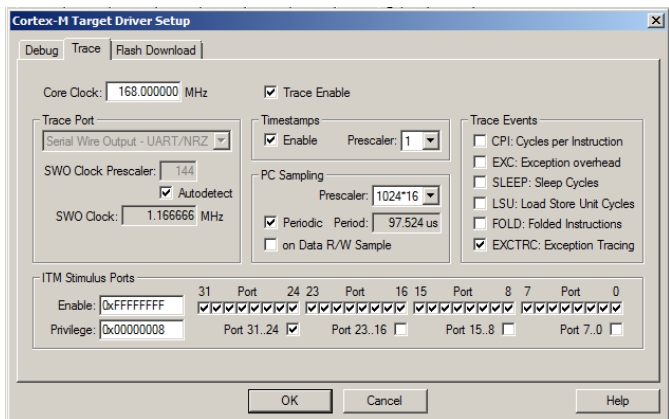 Cortex-M Target Driver Setup
Debug Trace Flash Download
Core Clock: 168.000000 MHz Trace Enable
Trace Port Timestamps Trace Events
Serial Wire Output - UART/NRZ Enable Prescaler: 1 CPI: Cycles per Instruction
SWO Clock Prescaler: 144 EXC: Exception overhead
Autodetect PC Sampling SLEEP: Sleep Cycles
SWO Clock: 1.166666 MHz Prescaler: 1024*16 LSU: Load Store Unit Cycles
Periodic Period: 97.524 us FOLD: Folded Instructions
on Data R/W Sample EXCTRC: Exception Tracing
ITM Stimulus Ports
31 Port 24 23 Port 16 15 Port 8 7 Port 0
Enable: 0xFFFFFFFF
Privilege: 0x00000008 Port 31..24 Port 23..16 Port 15..8 Port 7..0
OK Cancel Help